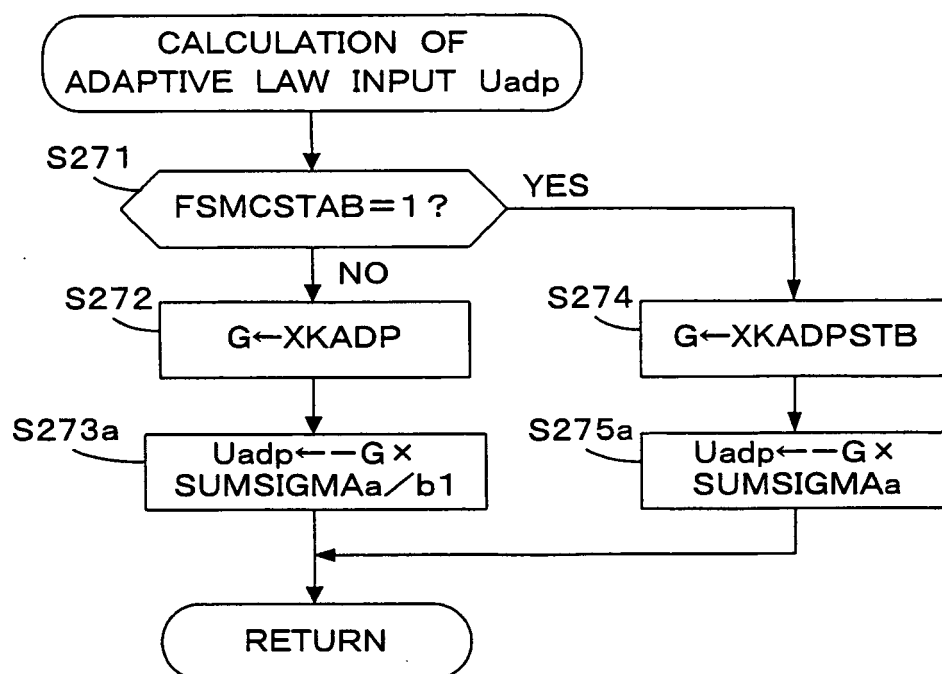 CALCULATION OF
ADAPTIVE LAW INPUT Uadp
S271
FSMCSTAB=1?
YES
NO
S272
G←XKADP
S274
G←XKADPSTB
S273a
Uadp←−G×
SUMSIGMAa/b1
S275a
Uadp←−G×
SUMSIGMAa
RETURN